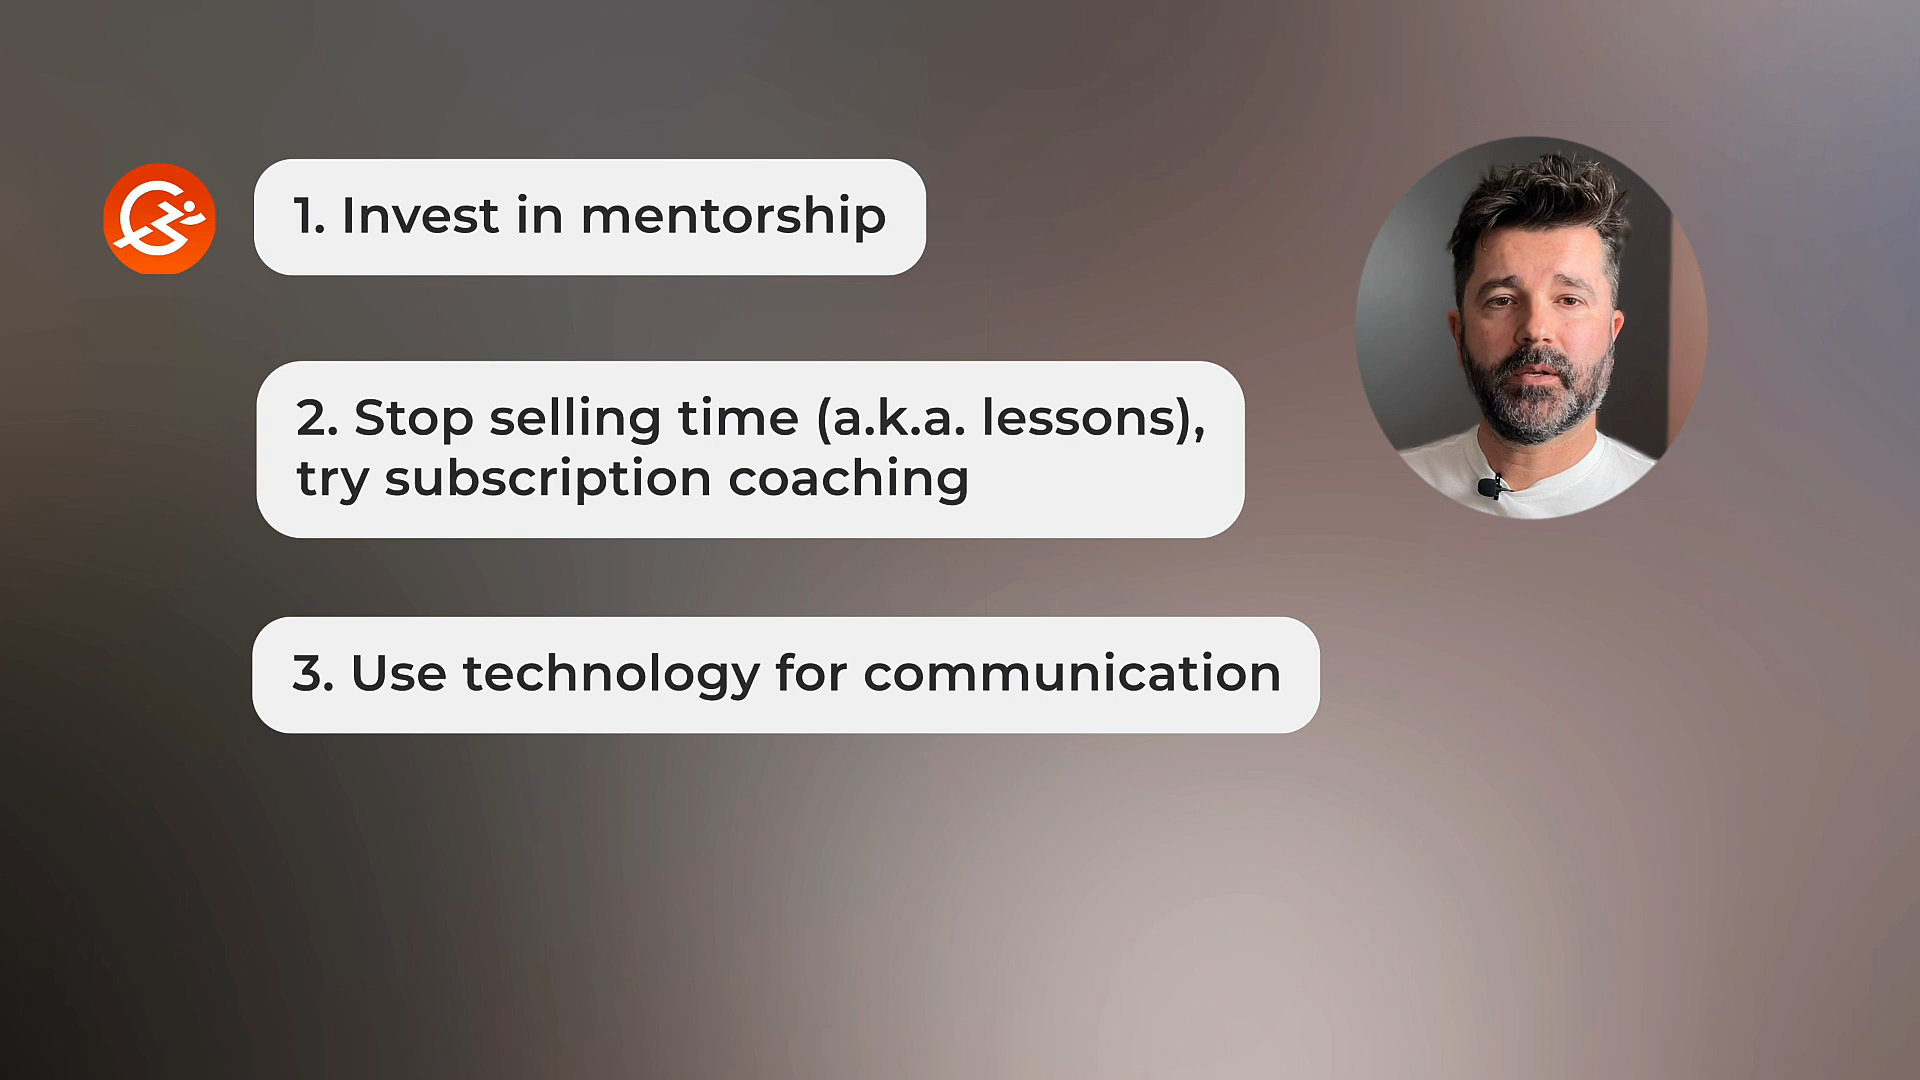 1. Invest in mentorship
2. Stop selling time (a.k.a. lessons),
try subscription coaching
3. Use technology for communication